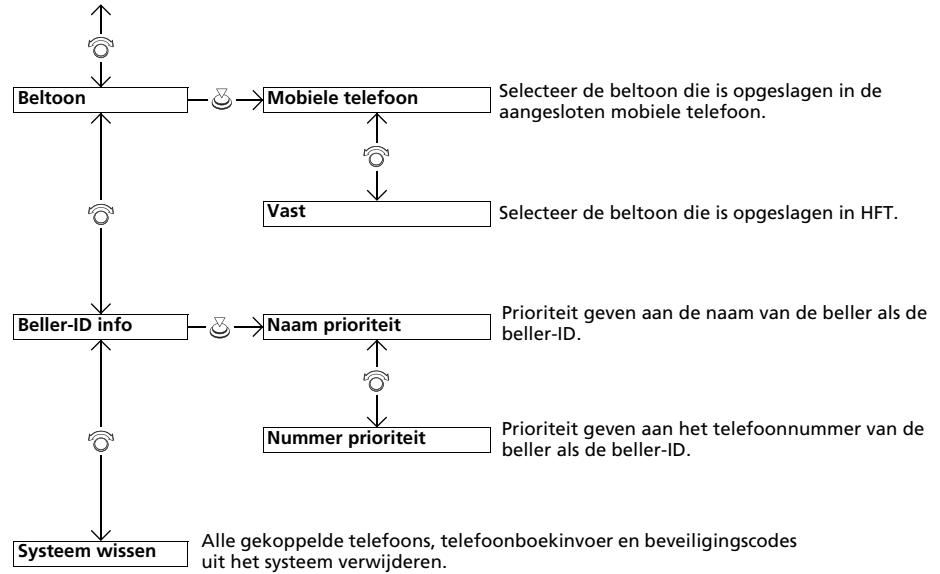 Beltoon
Mobiele telefoon
Selecteer de beltoon die is opgeslagen in de
aangesloten mobiele telefoon.
Vast
Selecteer de beltoon die is opgeslagen in HFT.
Beller-ID info
Naam prioriteit
Prioriteit geven aan de naam van de beller als de
beller-ID.
Nummer prioriteit
Prioriteit geven aan het telefoonnummer van de
beller als de beller-ID.
Systeem wissen
Alle gekoppelde telefoons, telefoonboekinvoer en beveiligingscodes
uit het systeem verwijderen.